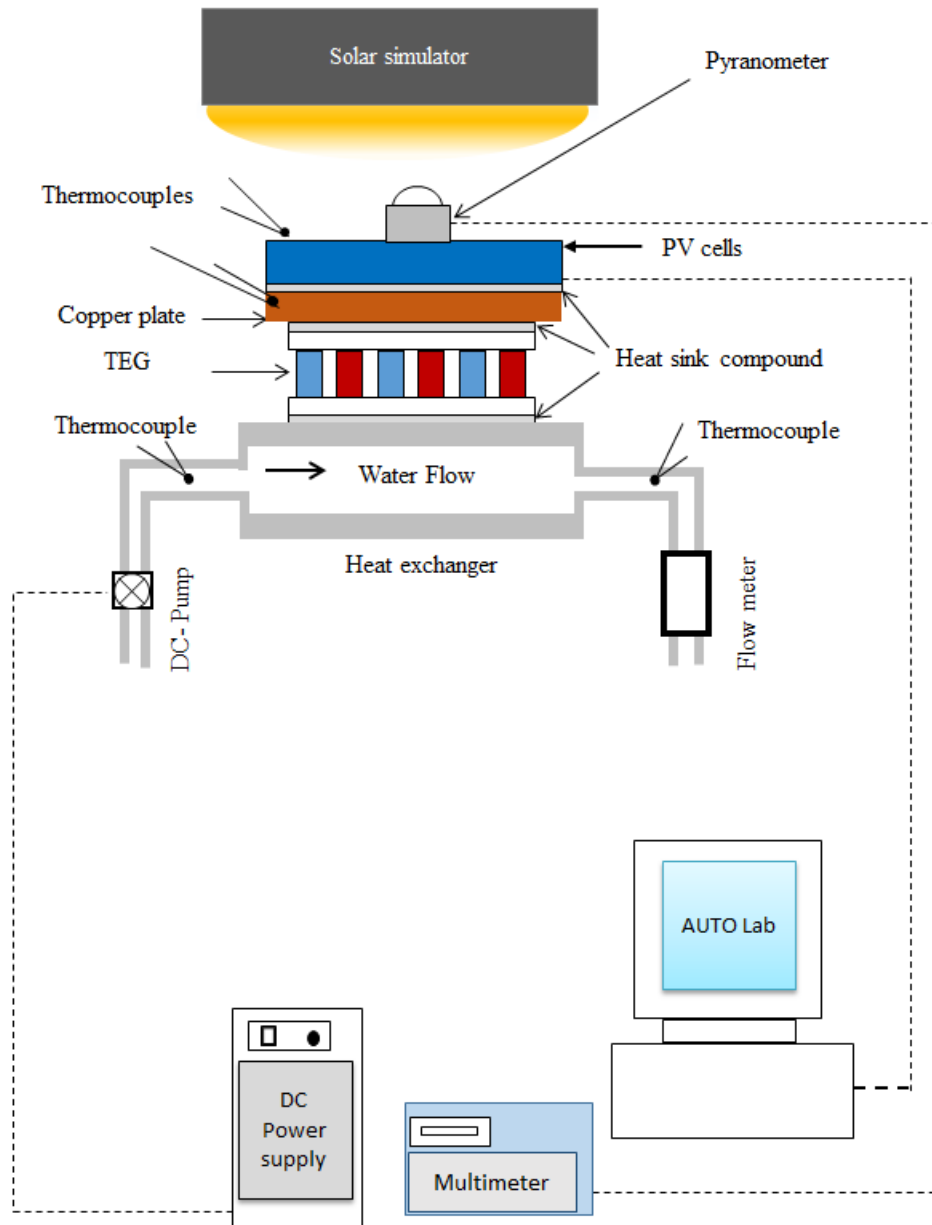 Solar simulator
Pyranometer
Thermocouples
PV cells
Copper plate
TEG
Heat sink compound
Thermocouple
Thermocouple
Water Flow
Heat exchanger
DC- Pump
Flow meter
AUTO Lab
DC
Power
supply
Multimeter